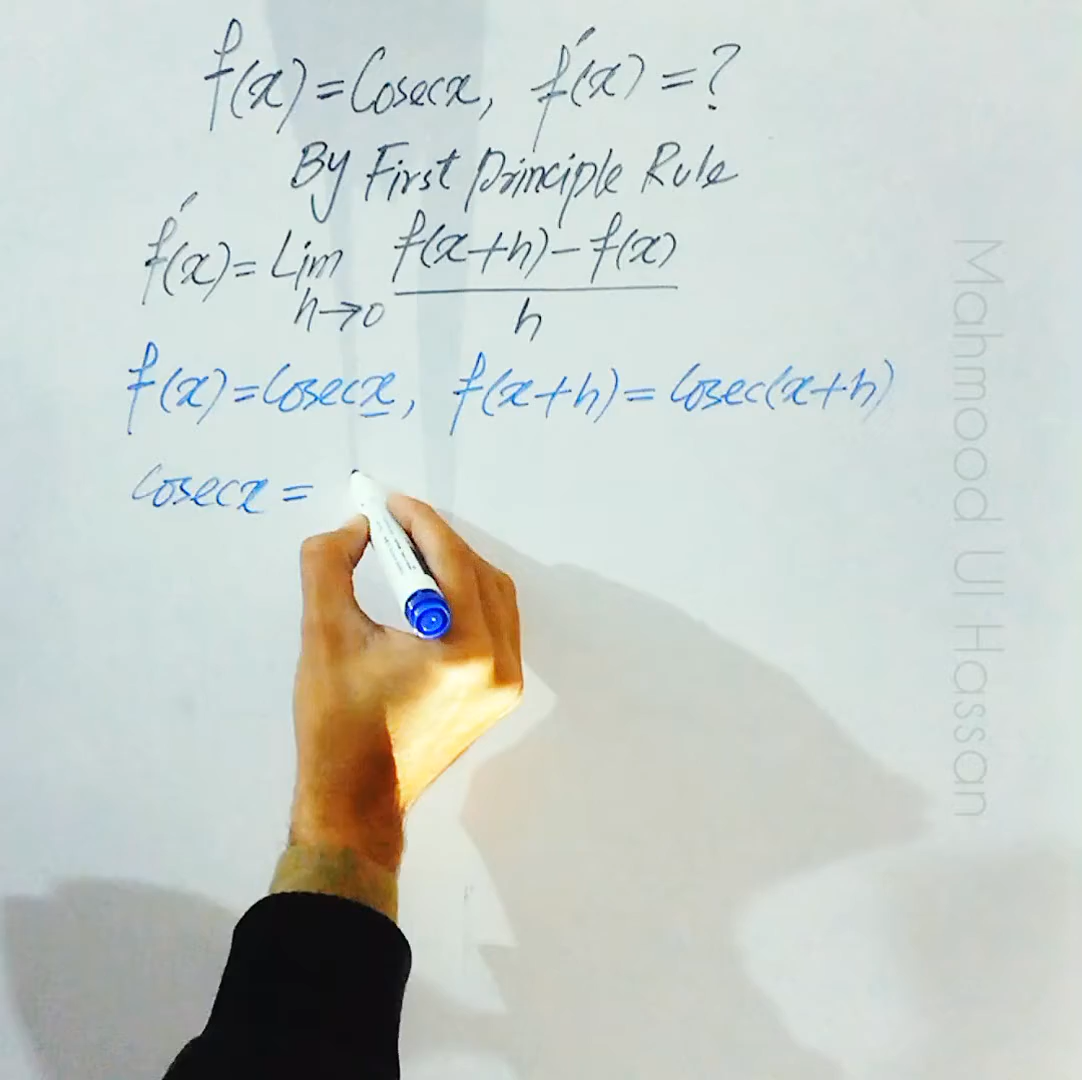 f(x) = Cosecx, f'(x) = ?
By First Principle Rule
f'(x) = Lim h→0 f(x+h) - f(x) / h
f(x) = Cosecx, f(x+h) = Cosec(x+h)
Cosecx =
Mahmood Ul Hassan